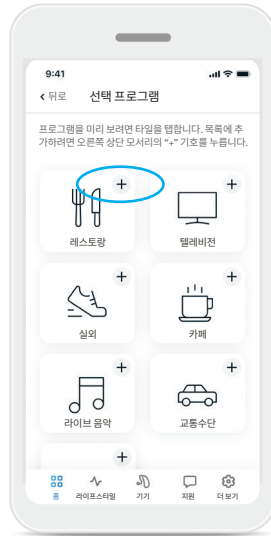 9:41
뒤로 선택 프로그램
프로그램을 미리 보려면 타일을 탭합니다. 목록에 추
가하려면 오른쪽 상단 모서리의 "+" 기호를 누릅니다.
+ +
레스토랑 텔레비전
+ +
실외 카페
+ +
라이브 음악 교통수단
+
홈 라이프스타일 기기 지원 더 보기